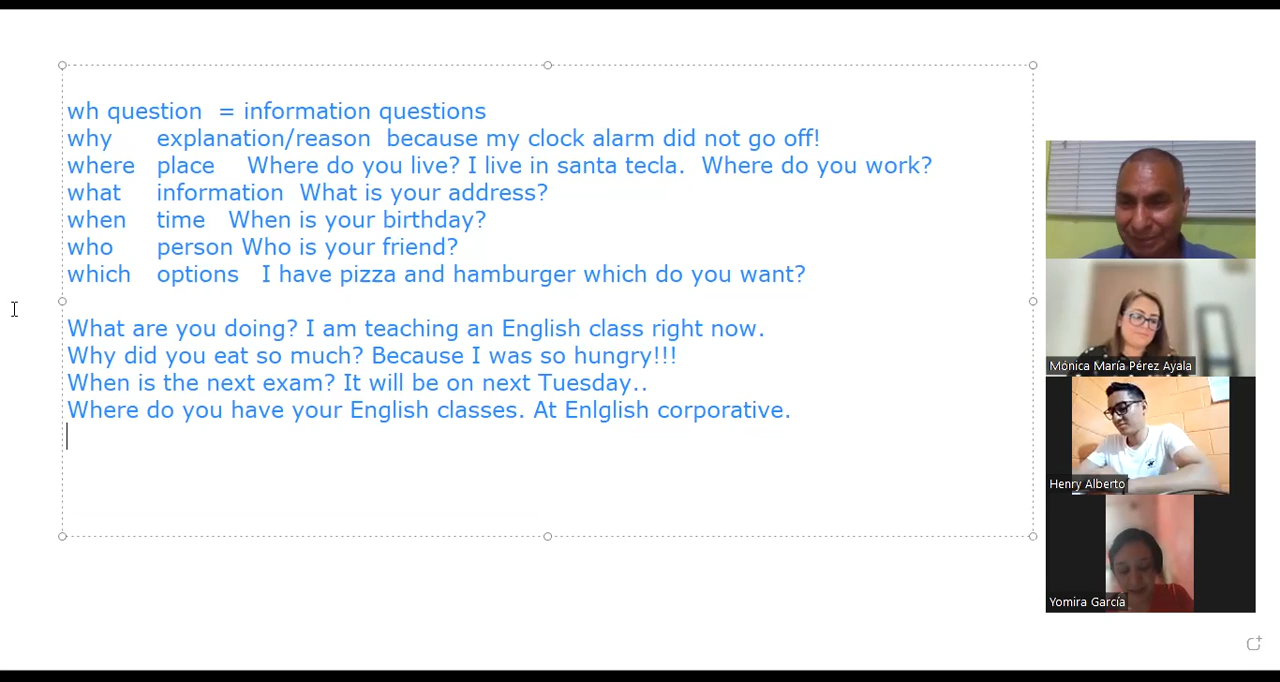 wh question = information questions
why explanation/reason because my clock alarm did not go off!
where place Where do you live? I live in santa tecla. Where do you work?
what information What is your address?
when time When is your birthday?
who person Who is your friend?
which options I have pizza and hamburger which do you want?
What are you doing? I am teaching an English class right now.
Why did you eat so much? Because I was so hungry!!!
When is the next exam? It will be on next Tuesday..
Where do you have your English classes. At Enlglish corporative.
Mónica María Pérez Ayala
Henry Alberto
Yomira García